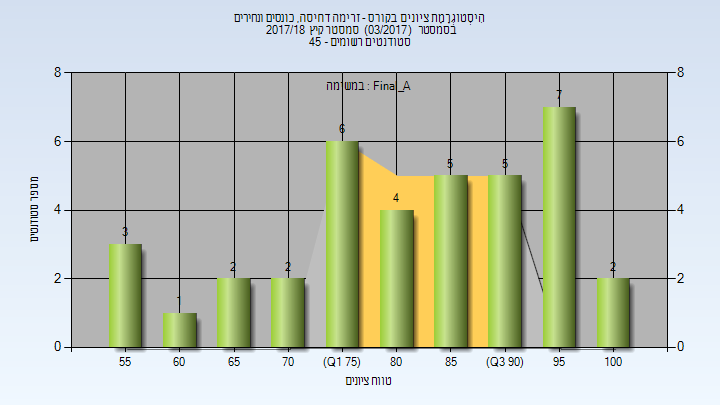 היסטוגרמת ציונים בקורס - זרימה דחיסה, כונסים ונחירים
בסמסטר (03/2017) סמסטר קיץ 2017/18
סטודנטים רשומים - 45
במשימה : Final_A
מספר סטודנטים
8 8
6 6
4 4
2 2
0 0
3 1 2 2 6 4 5 5 7 2
55 60 65 70 (Q1 75) 80 85 (Q3 90) 95 100
טווח ציונים